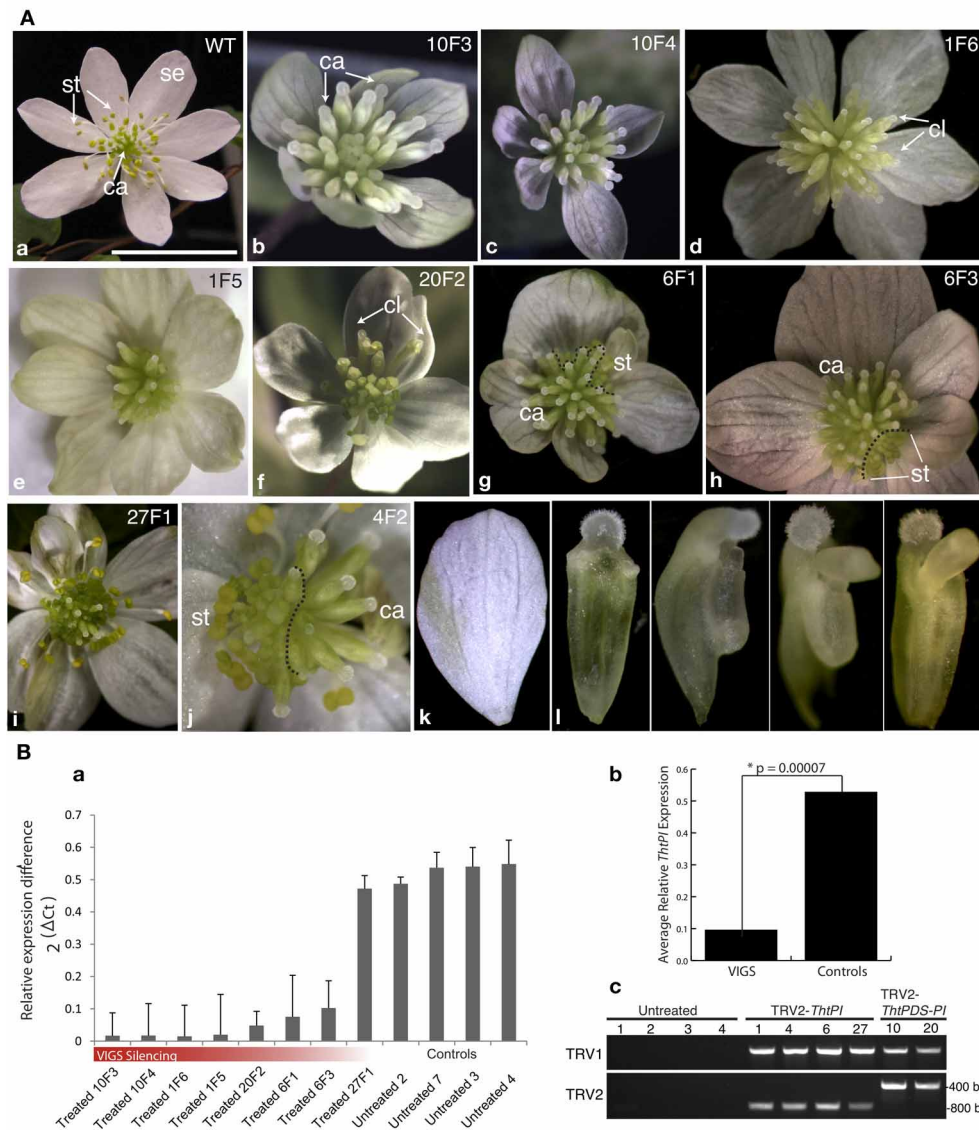 A
WT
st
se
ca
a
10F3
ca
b
10F4
c
1F6
cl
d
1F5
e
20F2
cl
f
6F1
st
ca
g
6F3
ca
st
h
27F1
i
4F2
st
ca
j
k
l
B
a
Relative expression difference
2 (ΔCt)
0.7
0.6
0.5
0.4
0.3
0.2
0.1
0
VIGS Silencing
Controls
Treated 10F3
Treated 10F4
Treated 1F6
Treated 1F5
Treated 20F2
Treated 6F1
Treated 6F3
Treated 27F1
Untreated 2
Untreated 7
Untreated 3
Untreated 4
b
* p = 0.00007
Average Relative ThtPI Expression
0.6
0.5
0.4
0.3
0.2
0.1
0.0
VIGS Controls
c
Untreated
TRV2-ThtPI
TRV2-
ThtPDS-PI
1 2 3 4 1 4 6 27 10 20
TRV1
TRV2
-400 b
-800 b